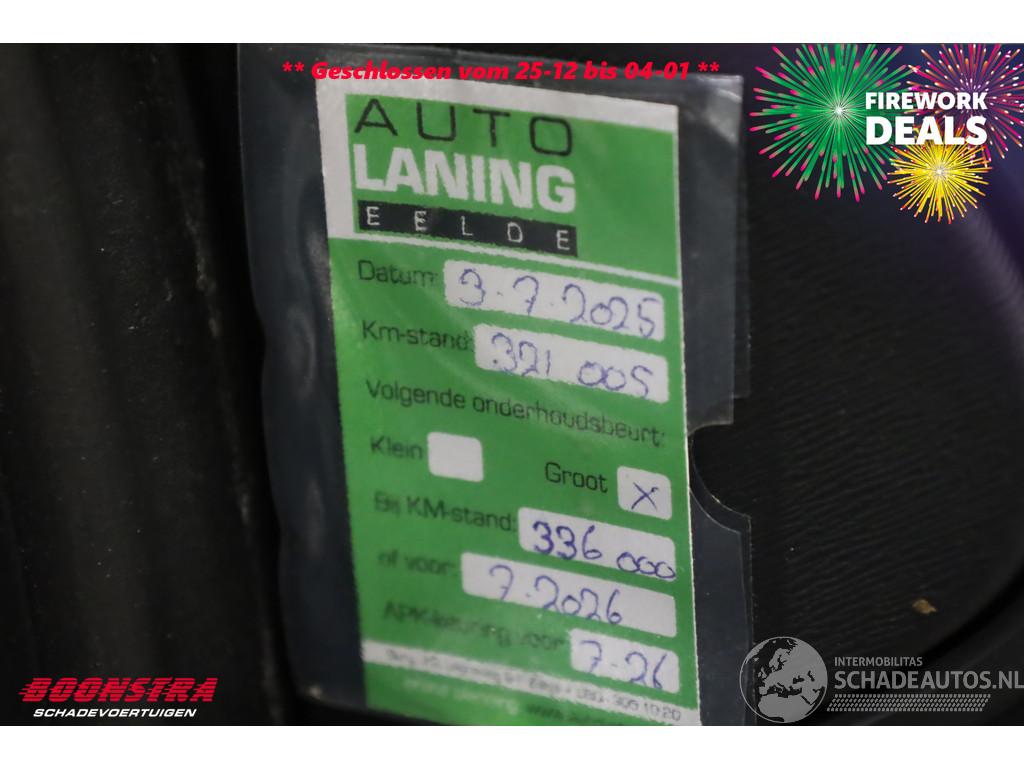 ** Geschlossen vom 25-12 bis 04-01 **
FIREWORK
DEALS
AUTO
LANING
EELDE
Datum: 3-7-2025
Km-stand: 321 005
Volgende onderhoudsbeurt:
Klein Groot X
Bij KM-stand: 336 000
of voor: 7-2026
APK-keuring voor: 7-26
BOONSTRA
SCHADEVOERTUIGEN
INTERMOBILITAS
SCHADEAUTOS.NL